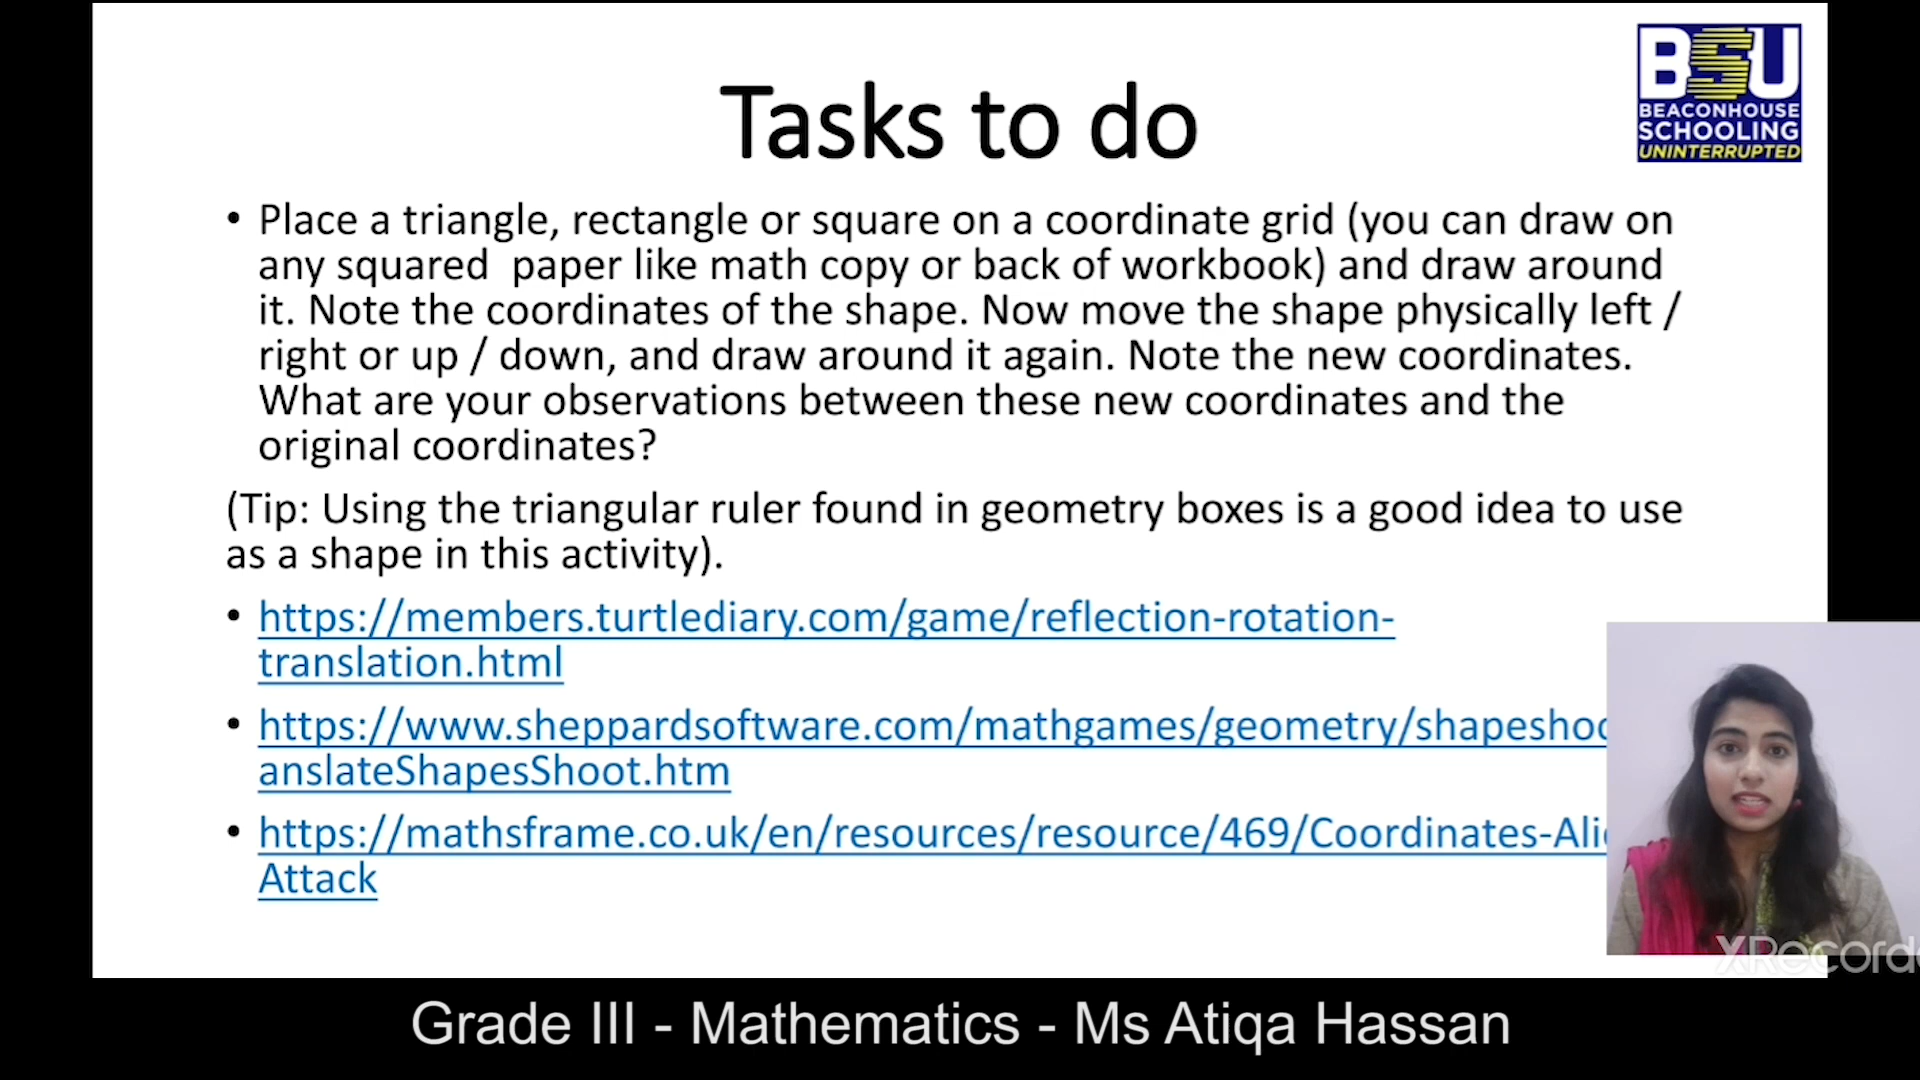 BSU
BEACONHOUSE
SCHOOLING
UNINTERRUPTED
Tasks to do
• Place a triangle, rectangle or square on a coordinate grid (you can draw on
any squared  paper like math copy or back of workbook) and draw around
it. Note the coordinates of the shape. Now move the shape physically left /
right or up / down, and draw around it again. Note the new coordinates.
What are your observations between these new coordinates and the
original coordinates?
(Tip: Using the triangular ruler found in geometry boxes is a good idea to use
as a shape in this activity).
• https://members.turtlediary.com/game/reflection-rotation-
translation.html
• https://www.sheppardsoftware.com/mathgames/geometry/shapeshoo
anslateShapesShoot.htm
• https://mathsframe.co.uk/en/resources/resource/469/Coordinates-Ali
Attack
XRecord
Grade III - Mathematics - Ms Atiqa Hassan